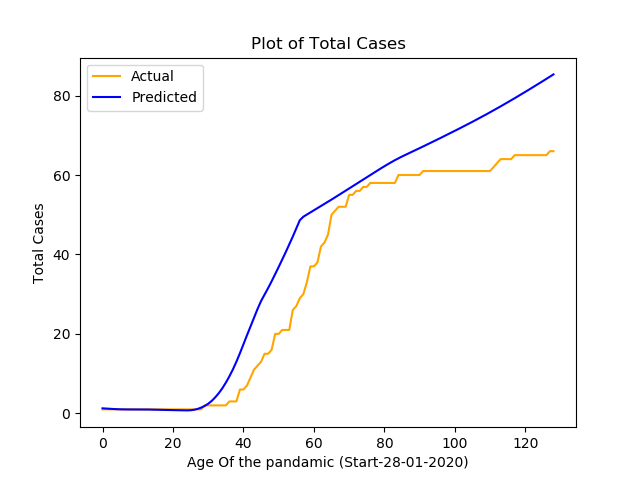 Plot of Total Cases
Actual
Predicted
80
60
40
20
0
Total Cases
0 20 40 60 80 100 120
Age Of the pandamic (Start-28-01-2020)